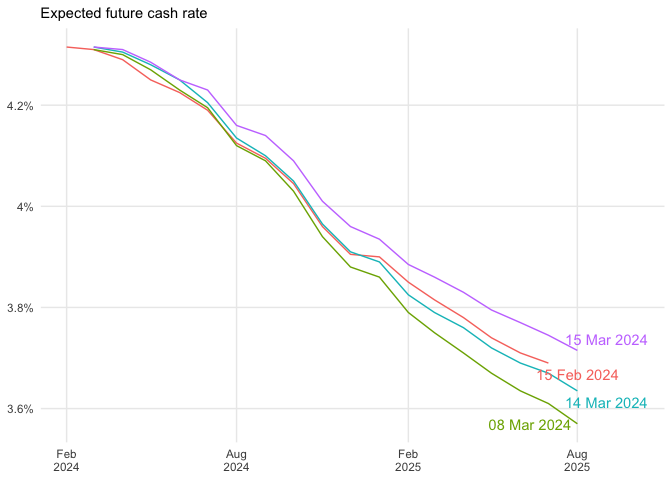 Expected future cash rate
4.2%
4%
3.8%
3.6%
15 Mar 2024
15 Feb 2024
14 Mar 2024
08 Mar 2024
Feb
2024
Aug
2024
Feb
2025
Aug
2025